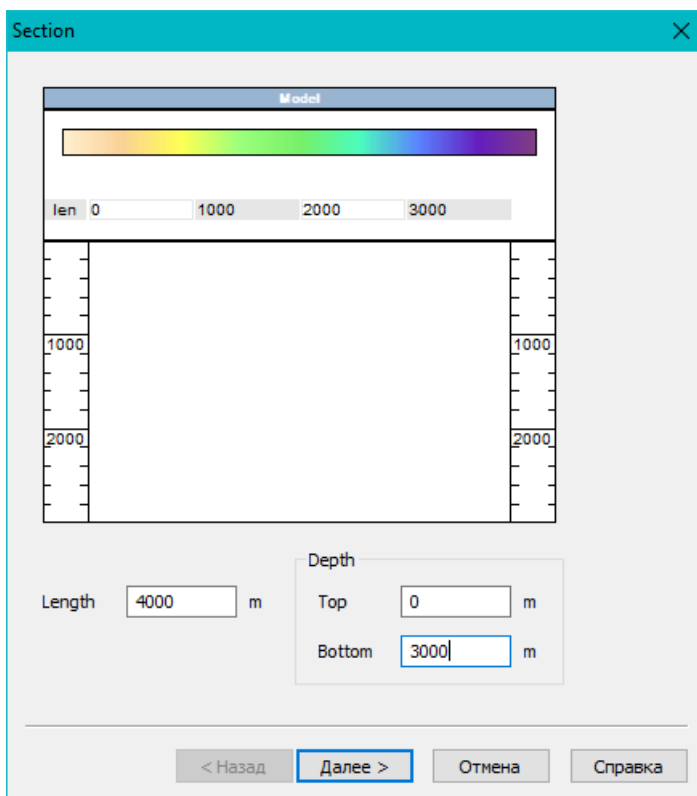 Section
Model
len 0 1000 2000 3000
1000 1000
2000 2000
Depth
Length 4000 m Top 0 m
Bottom 3000 m
< Назад Далее > Отмена Справка